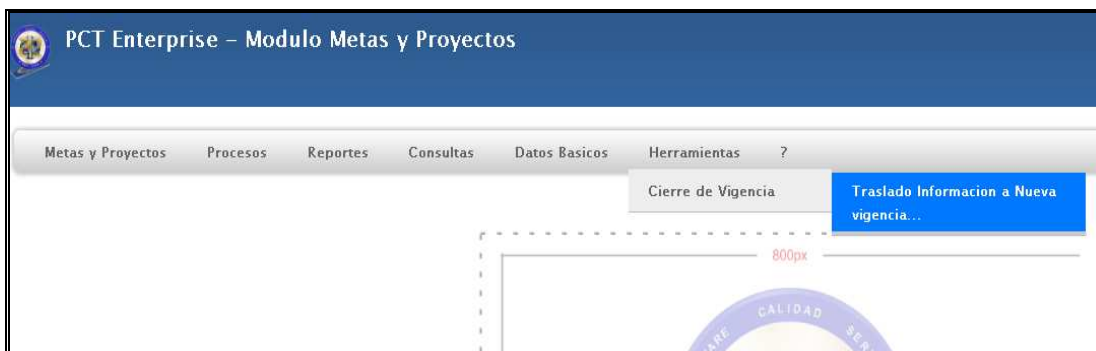 PCT Enterprise – Modulo Metas y Proyectos
Metas y Proyectos Procesos Reportes Consultas Datos Basicos Herramientas ?
Cierre de Vigencia
Traslado Informacion a Nueva
vigencia...
800px
CALIDAD